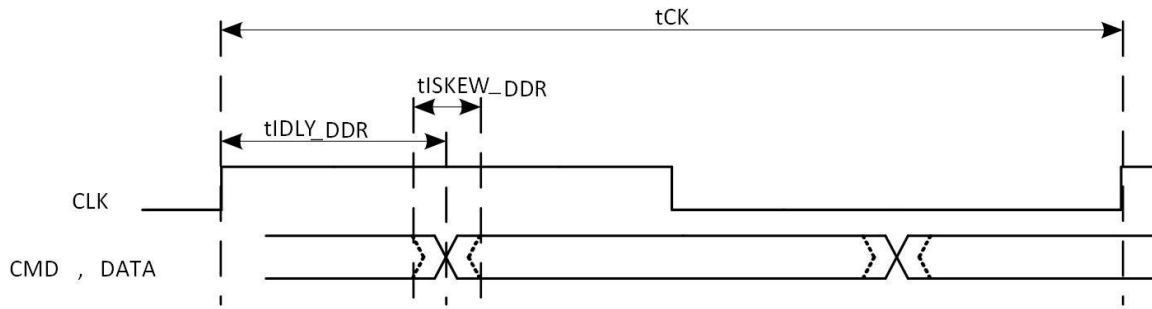 tCK
tISKEW_DDR
tIDLY_DDR
CLK
CMD , DATA